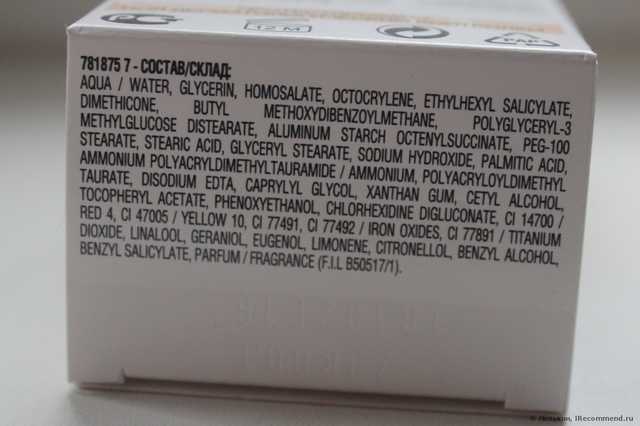 12 M
PAP
781875 7 - СОСТАВ/СКЛАД:
AQUA / WATER, GLYCERIN, HOMOSALATE, OCTOCRYLENE, ETHYLHEXYL SALICYLATE,
DIMETHICONE, BUTYL METHOXYDIBENZOYLMETHANE, POLYGLYCERYL-3
METHYLGLUCOSE DISTEARATE, ALUMINUM STARCH OCTENYLSUCCINATE, PEG-100
STEARATE, STEARIC ACID, GLYCERYL STEARATE, SODIUM HYDROXIDE, PALMITIC ACID,
AMMONIUM POLYACRYLDIMETHYLTAURAMIDE / AMMONIUM, POLYACRYLOYLDIMETHYL
TAURATE, DISODIUM EDTA, CAPRYLYL GLYCOL, XANTHAN GUM, CETYL ALCOHOL,
TOCOPHERYL ACETATE, PHENOXYETHANOL, CHLORHEXIDINE DIGLUCONATE, CI 14700 /
RED 4, CI 47005 / YELLOW 10, CI 77491, CI 77492 / IRON OXIDES, CI 77891 / TITANIUM
DIOXIDE, LINALOOL, GERANIOL, EUGENOL, LIMONENE, CITRONELLOL, BENZYL ALCOHOL,
BENZYL SALICYLATE, PARFUM / FRAGRANCE (F.I.L B50517/1).
IRecommend.ru